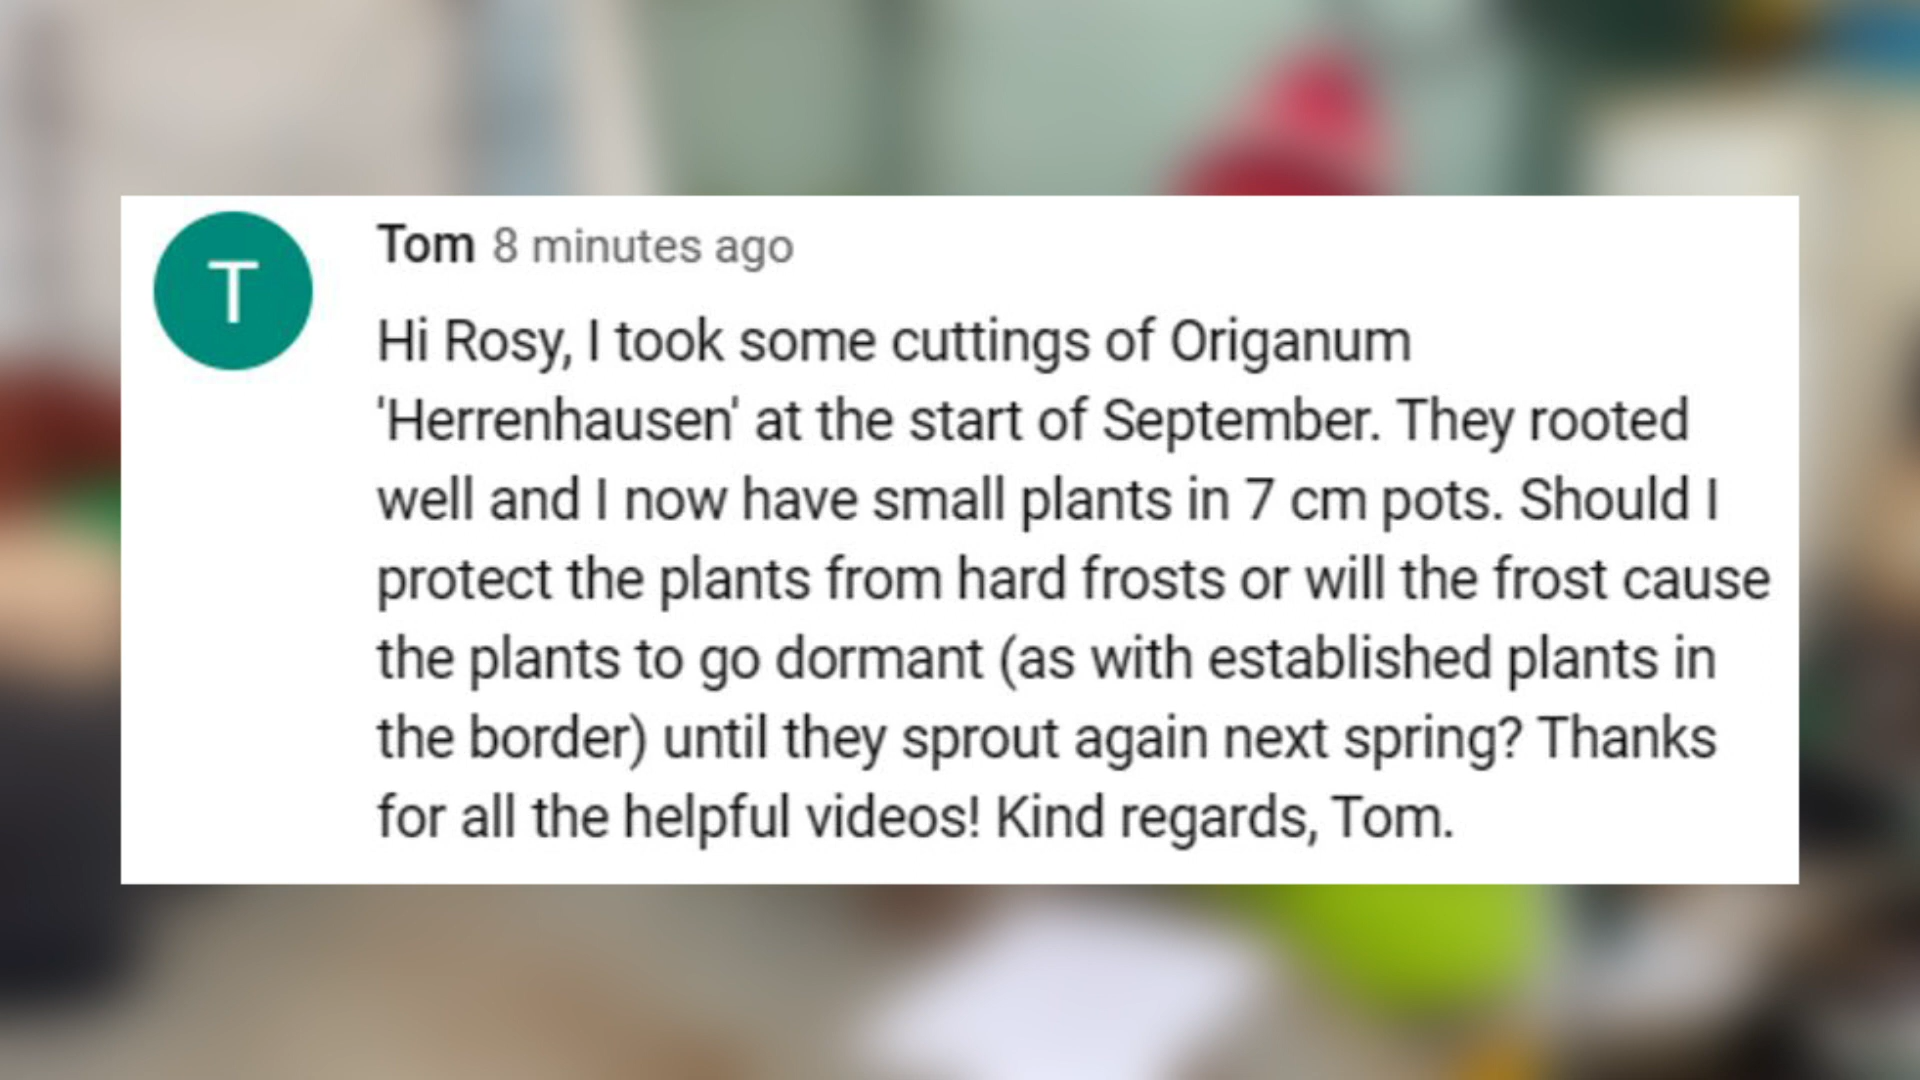 T
Tom 8 minutes ago
Hi Rosy, I took some cuttings of Origanum
'Herrenhausen' at the start of September. They rooted
well and I now have small plants in 7 cm pots. Should I
protect the plants from hard frosts or will the frost cause
the plants to go dormant (as with established plants in
the border) until they sprout again next spring? Thanks
for all the helpful videos! Kind regards, Tom.